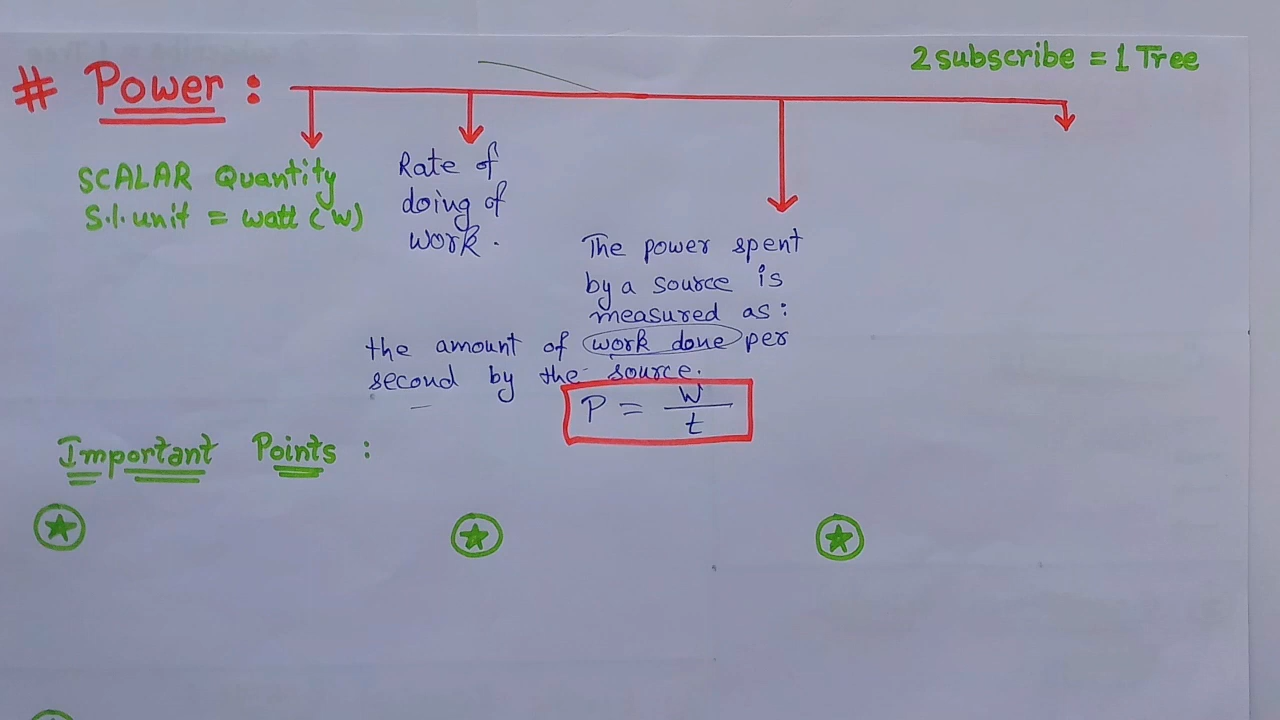 2 subscribe = 1 Tree
# Power :
SCALAR Quantity
S.I. unit = watt (W)
Rate of
doing of
work.
The power spent
by a source is
measured as:
the amount of work done per
second by the source.
P = W
t
Important Points :